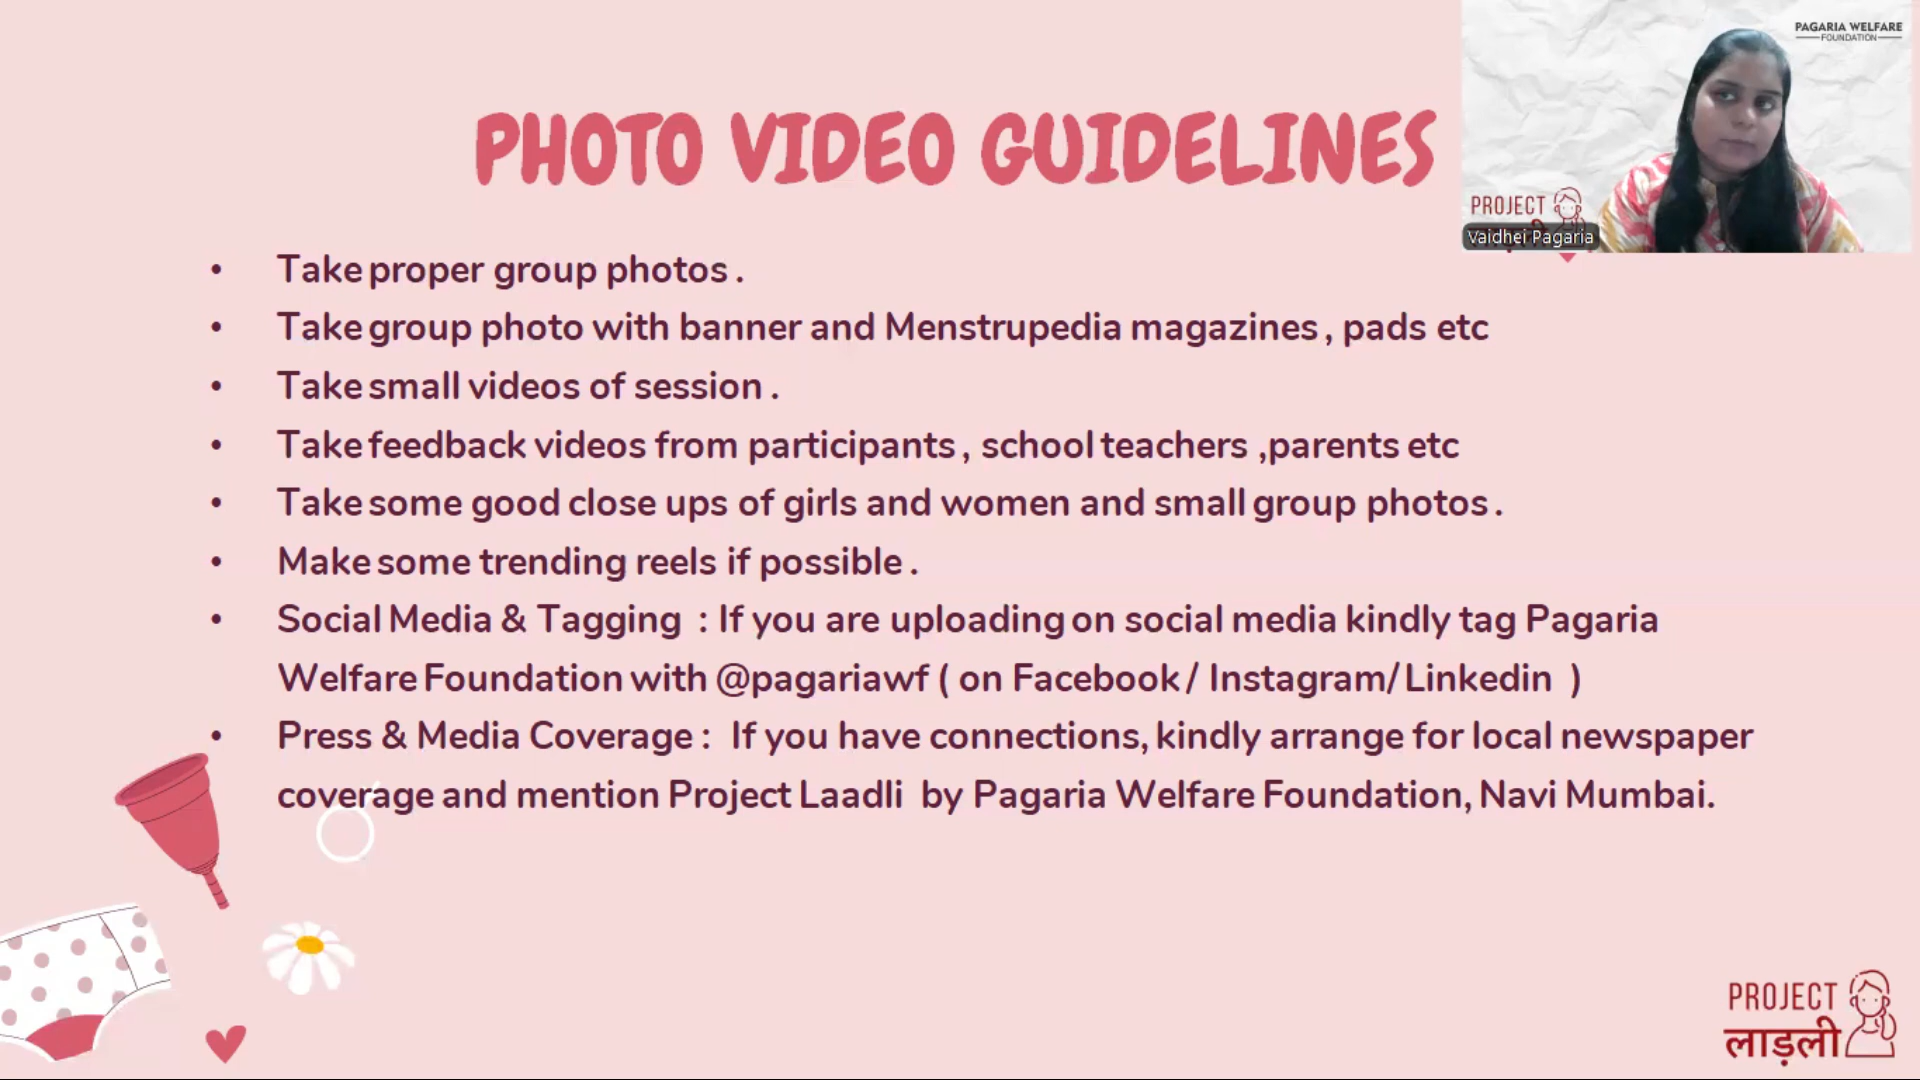 PAGARIA WELFARE
FOUNDATION
PHOTO VIDEO GUIDELINES
PROJECT
Vaidhei Pagaria
• Take proper group photos .
• Take group photo with banner and Menstrupedia magazines , pads etc
• Take small videos of session .
• Take feedback videos from participants , school teachers ,parents etc
• Take some good close ups of girls and women and small group photos .
• Make some trending reels if possible .
• Social Media & Tagging : If you are uploading on social media kindly tag Pagaria
Welfare Foundation with @pagariawf ( on Facebook / Instagram/ Linkedin )
• Press & Media Coverage : If you have connections, kindly arrange for local newspaper
coverage and mention Project Laadli by Pagaria Welfare Foundation, Navi Mumbai.
PROJECT
लाड़ली